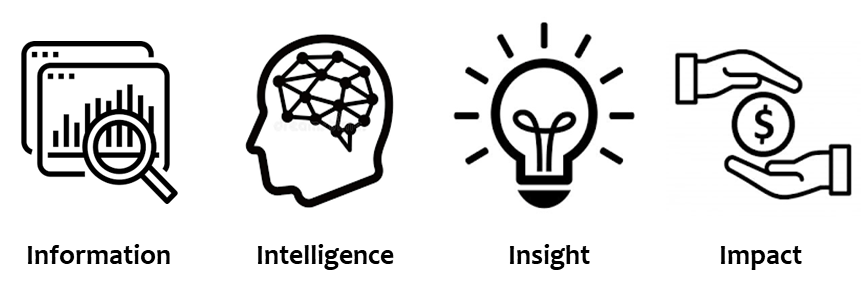 $
Information
Intelligence
Insight
Impact